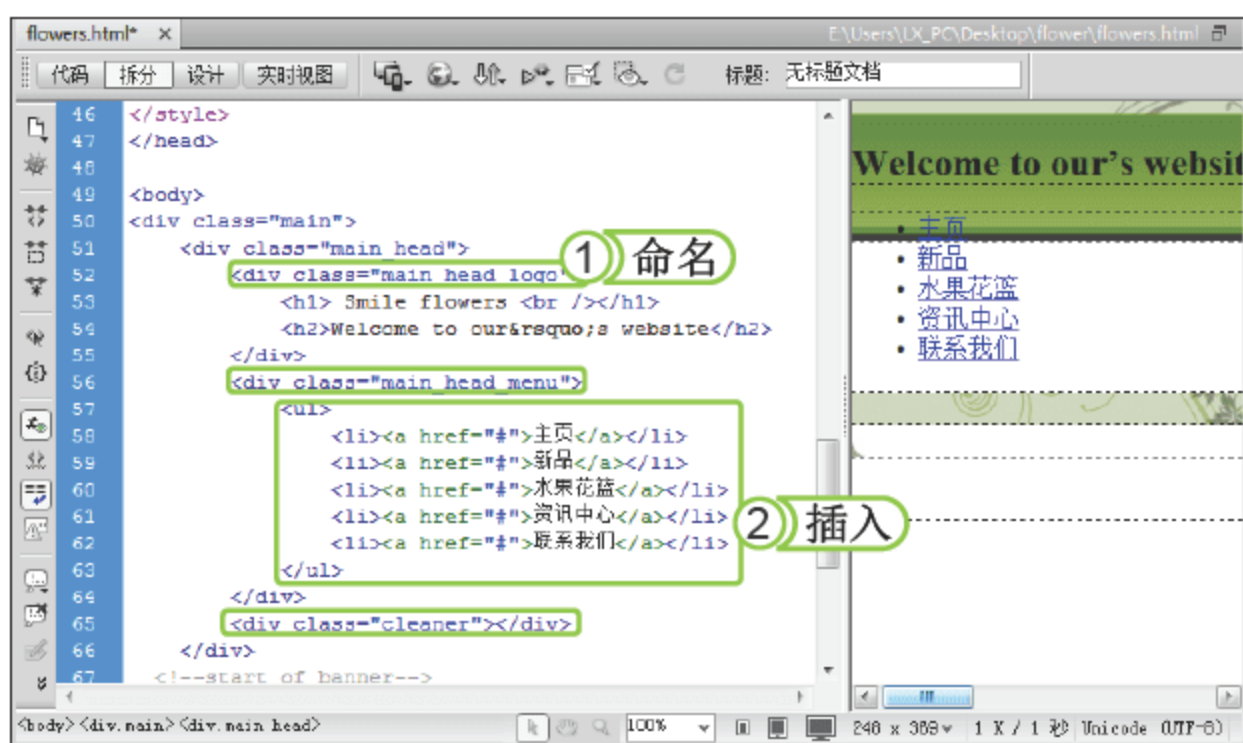 flowers.html* ×
E:\Users\LX_PC\Desktop\flower\flowers.html
代码 拆分 设计 实时视图 标题: 无标题文档
46 </style>
47 </head>
48
49 <body>
50 <div class="main">
51 <div class="main_head">
52 <div class="main_head_logo"
① 命名
53 <h1> Smile flowers <br /></h1>
54 <h2>Welcome to our&rsquo;s website</h2>
55 </div>
56 <div class="main_head_menu">
57 <ul>
58 <li><a href="#">主页</a></li>
59 <li><a href="#">新品</a></li>
60 <li><a href="#">水果花篮</a></li>
61 <li><a href="#">资讯中心</a></li>
② 插入
62 <li><a href="#">联系我们</a></li>
63 </ul>
64 </div>
65 <div class="cleaner"></div>
66 </div>
67 <!--start of banner-->
Welcome to our’s websit
• 主页
• 新品
• 水果花篮
• 资讯中心
• 联系我们
<body> <div.main> <div.main_head> 100% 1 X / 1 秒 Unicode (UTF-8)